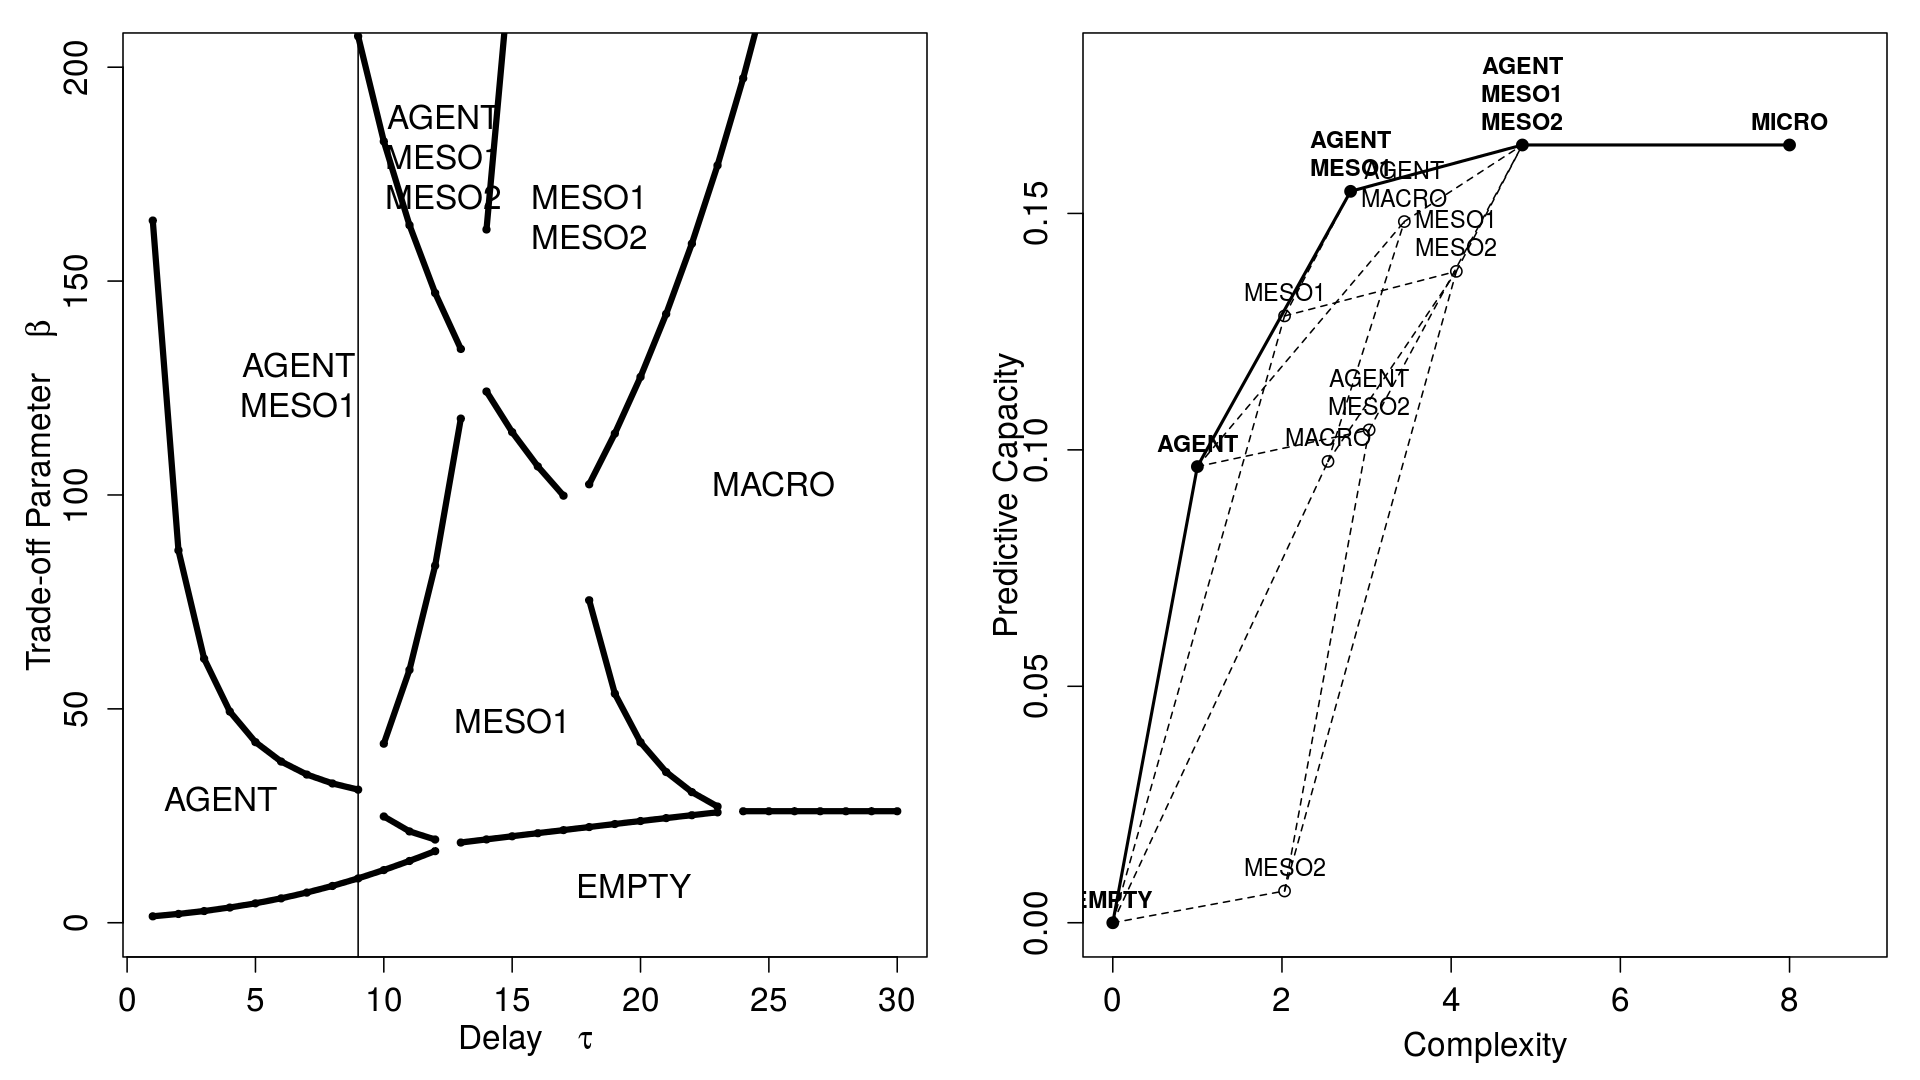 200
150
100
50
0
Trade-off Parameter β
AGENT
MESO1
MESO2
MESO1
MESO2
AGENT
MESO1
MACRO
MESO1
AGENT
EMPTY
0 5 10 15 20 25 30
Delay τ
0.15
0.10
0.05
0.00
Predictive Capacity
AGENT
MESO1
MESO2
MICRO
AGENT
MESO1
AGENT
MACRO
MESO1
MESO2
MESO1
AGENT
MESO2
MACRO
AGENT
MESO2
EMPTY
0 2 4 6 8
Complexity